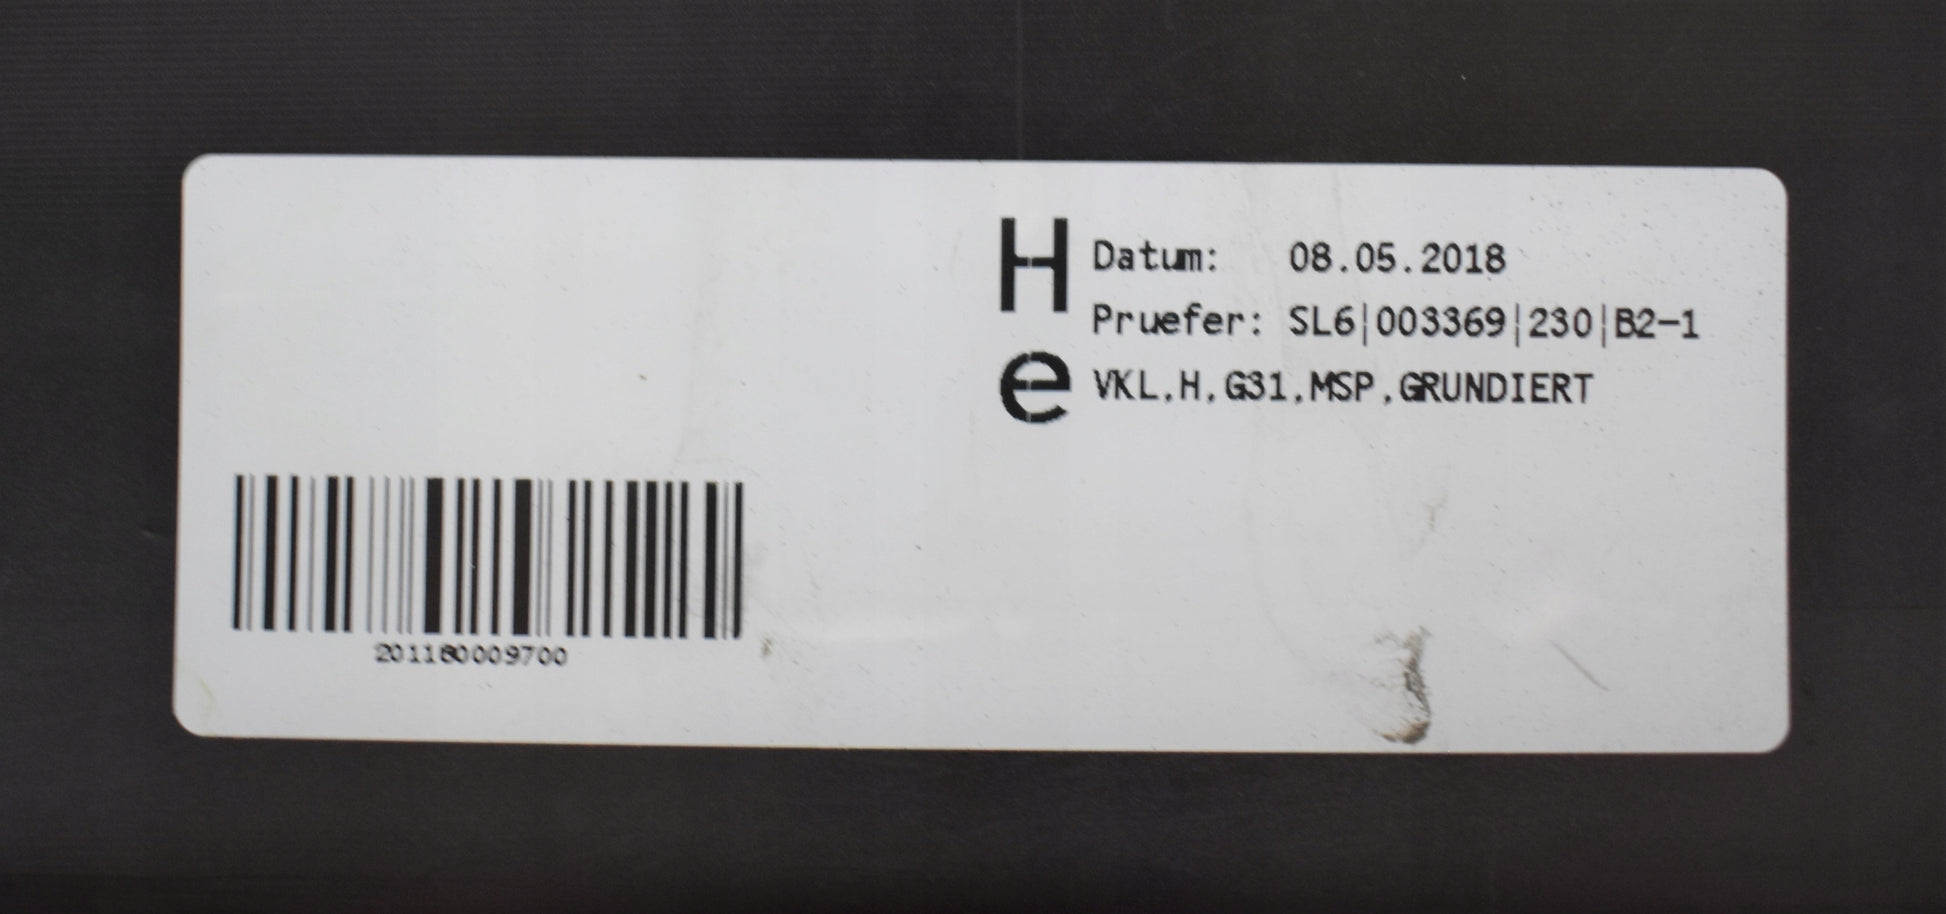 H
Datum: 08.05.2018
Pruefer: SL6|003369|230|B2-1
e
VKL.H.G31.MSP.GRUNDIERT
201180009700